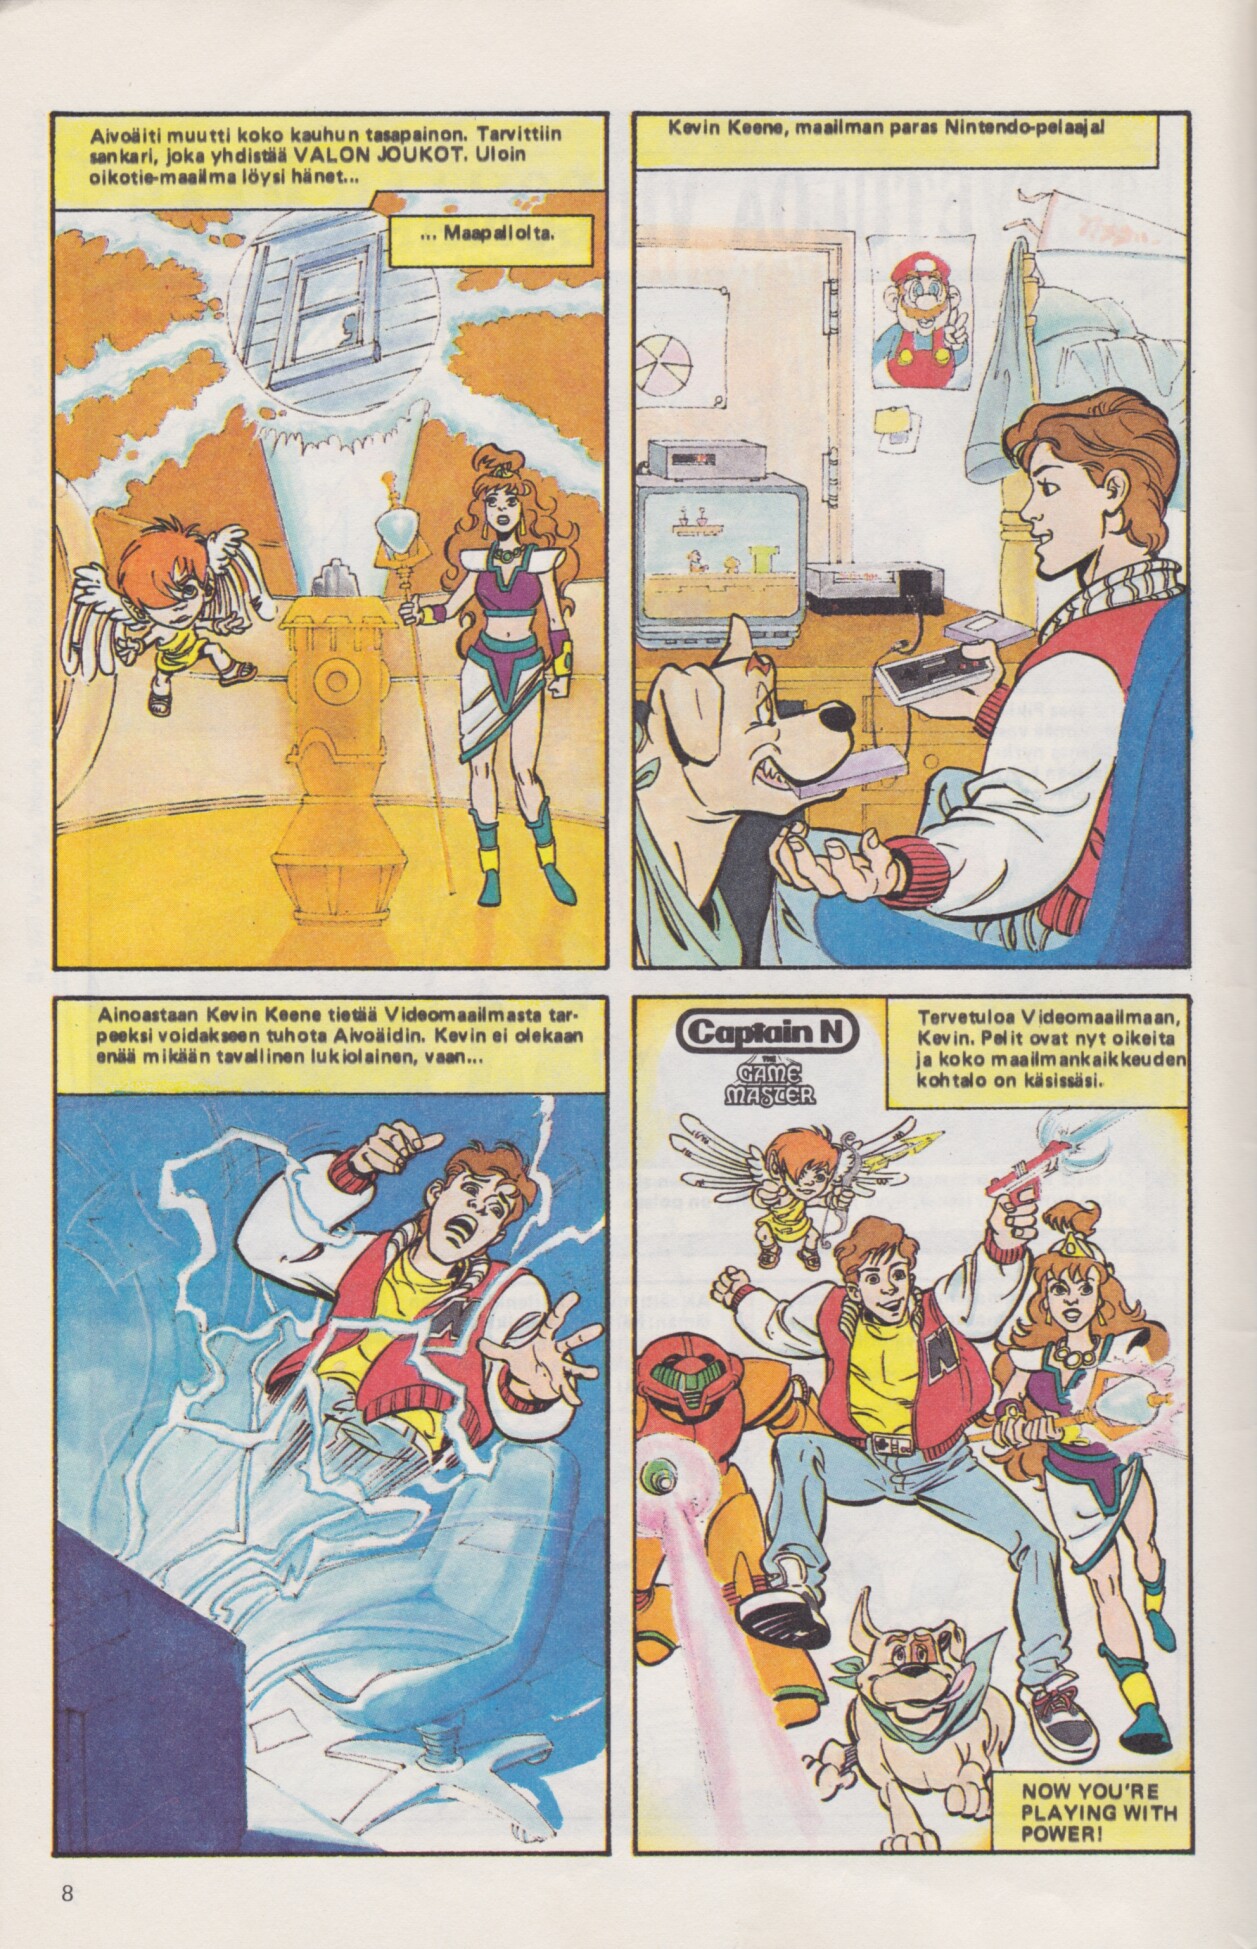 Aivoäiti muutti koko kauhun tasapainon. Tarvittiin
sankari, joka yhdistää VALON JOUKOT. Uloin
oikotie-maailma löysi hänet...
... Maapallolta.
Kevin Keene, maailman paras Nintendo-pelaaja!
Ainoastaan Kevin Keene tietää Videomaailmasta tar-
peeksi voidakseen tuhota Aivoäidin. Kevin ei olekaan
enää mikään tavallinen lukiolainen, vaan...
Captain N
THE
GAME
MASTER
Tervetuloa Videomaailmaan,
Kevin. Pelit ovat nyt oikeita
ja koko maailmankaikkeuden
kohtalo on käsissäsi.
N
N
NOW YOU'RE
PLAYING WITH
POWER!
8